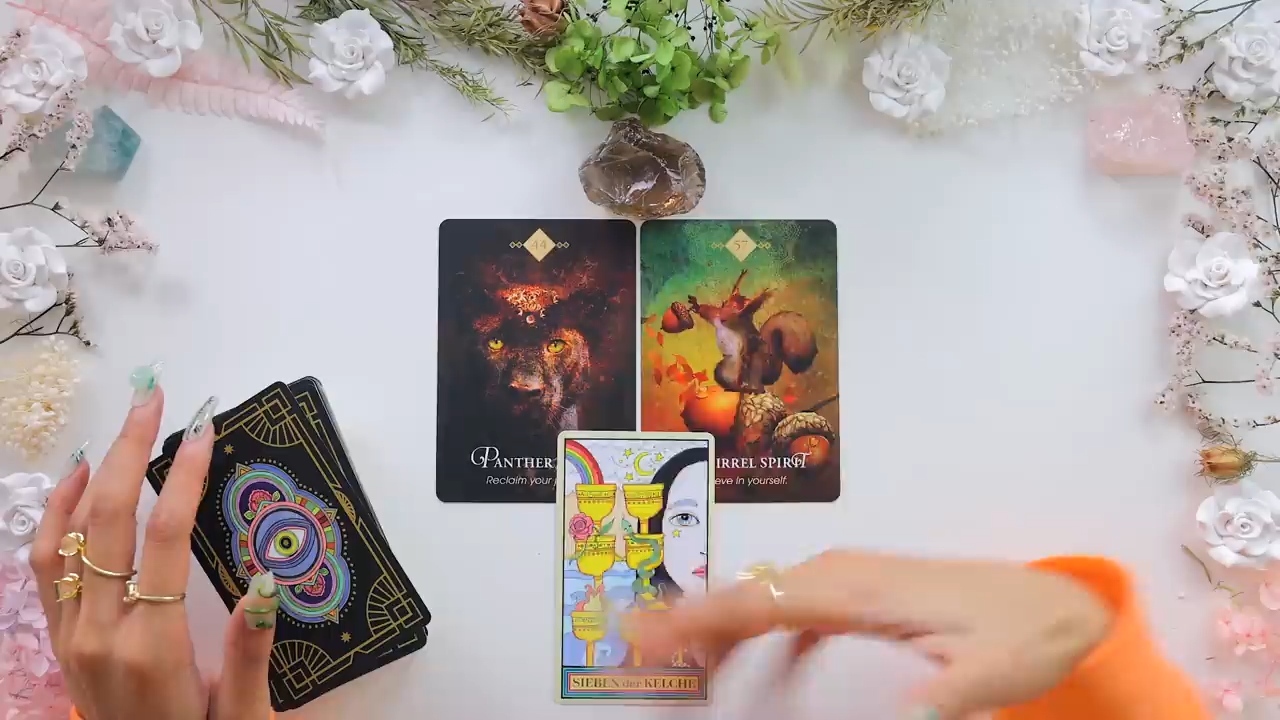 44
PANTHER
Reclaim your
57
IRREL SPIRIT
eve in yourself.
SIEBEN der KELCHE